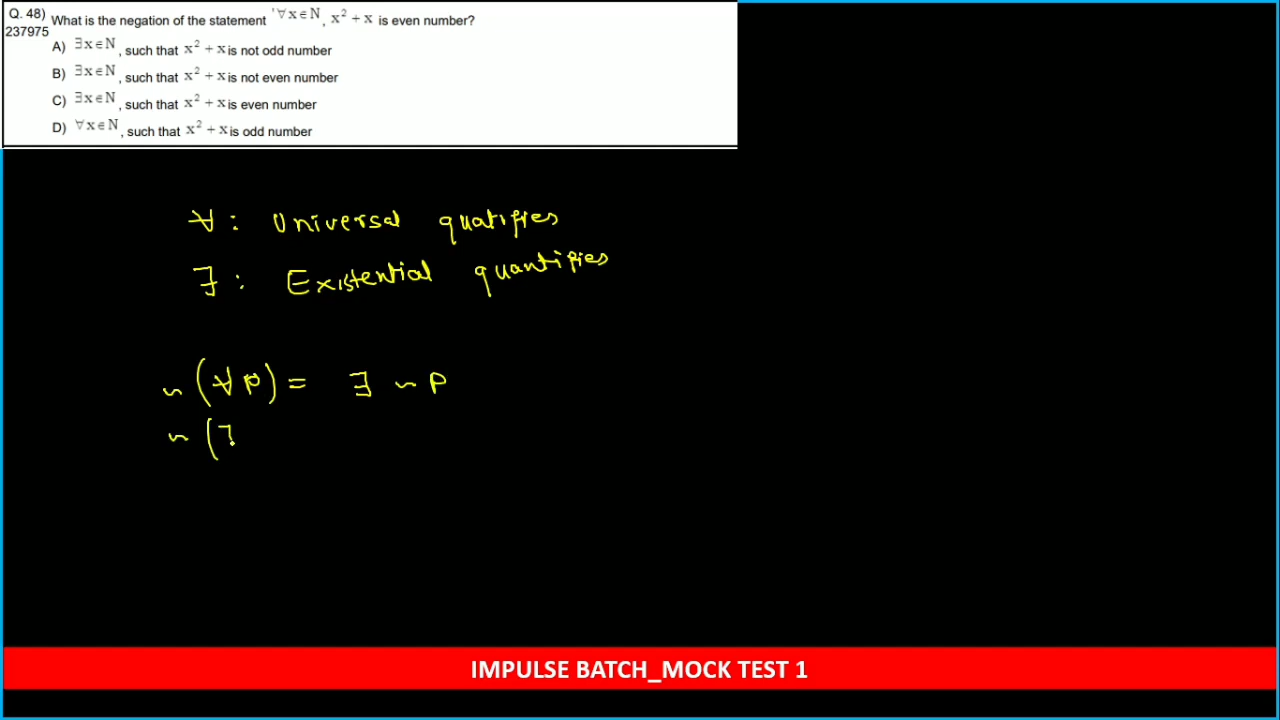 Q. 48) What is the negation of the statement '∀x∈N, x² + x is even number?
237975
A) ∃x∈N, such that x² + x is not odd number
B) ∃x∈N, such that x² + x is not even number
C) ∃x∈N, such that x² + x is even number
D) ∀x∈N, such that x² + x is odd number
∀ : Universal quatifies
∃ : Existential quantifies
~(∀ P) = ∃ ~P
~(∃
IMPULSE BATCH_MOCK TEST 1